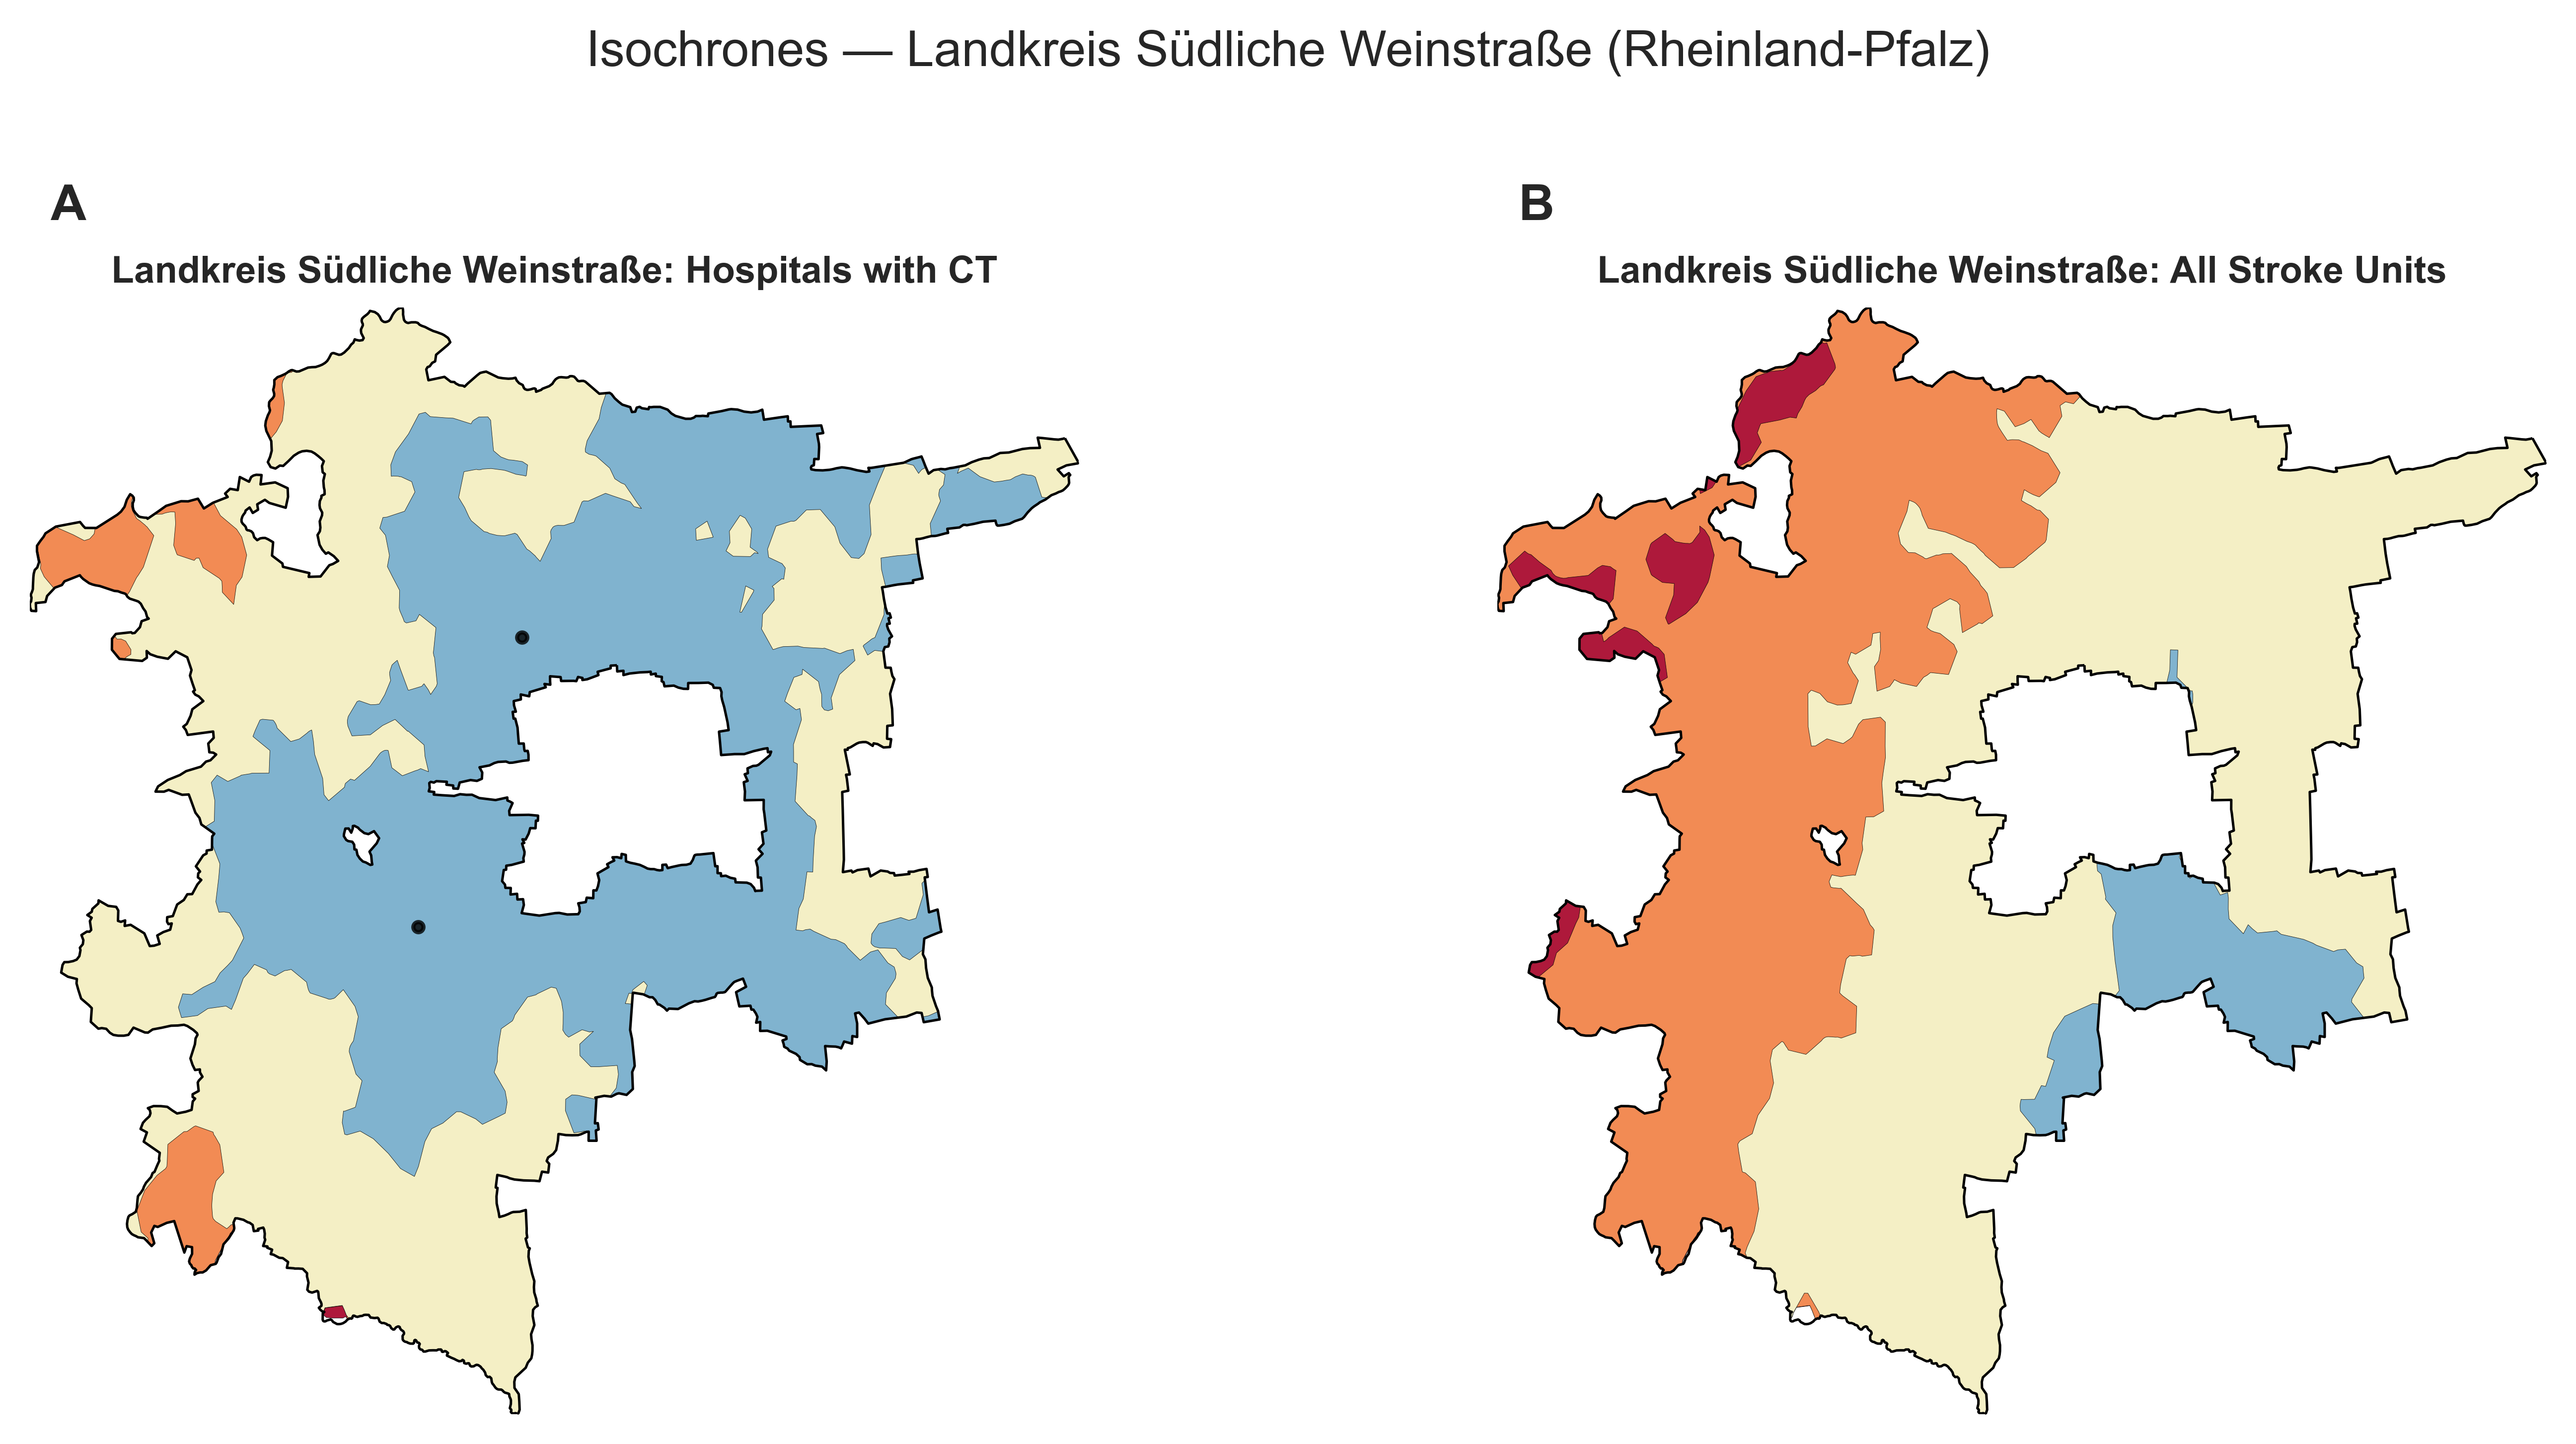 Isochrones — Landkreis Südliche Weinstraße (Rheinland-Pfalz)
A
B
Landkreis Südliche Weinstraße: Hospitals with CT
Landkreis Südliche Weinstraße: All Stroke Units